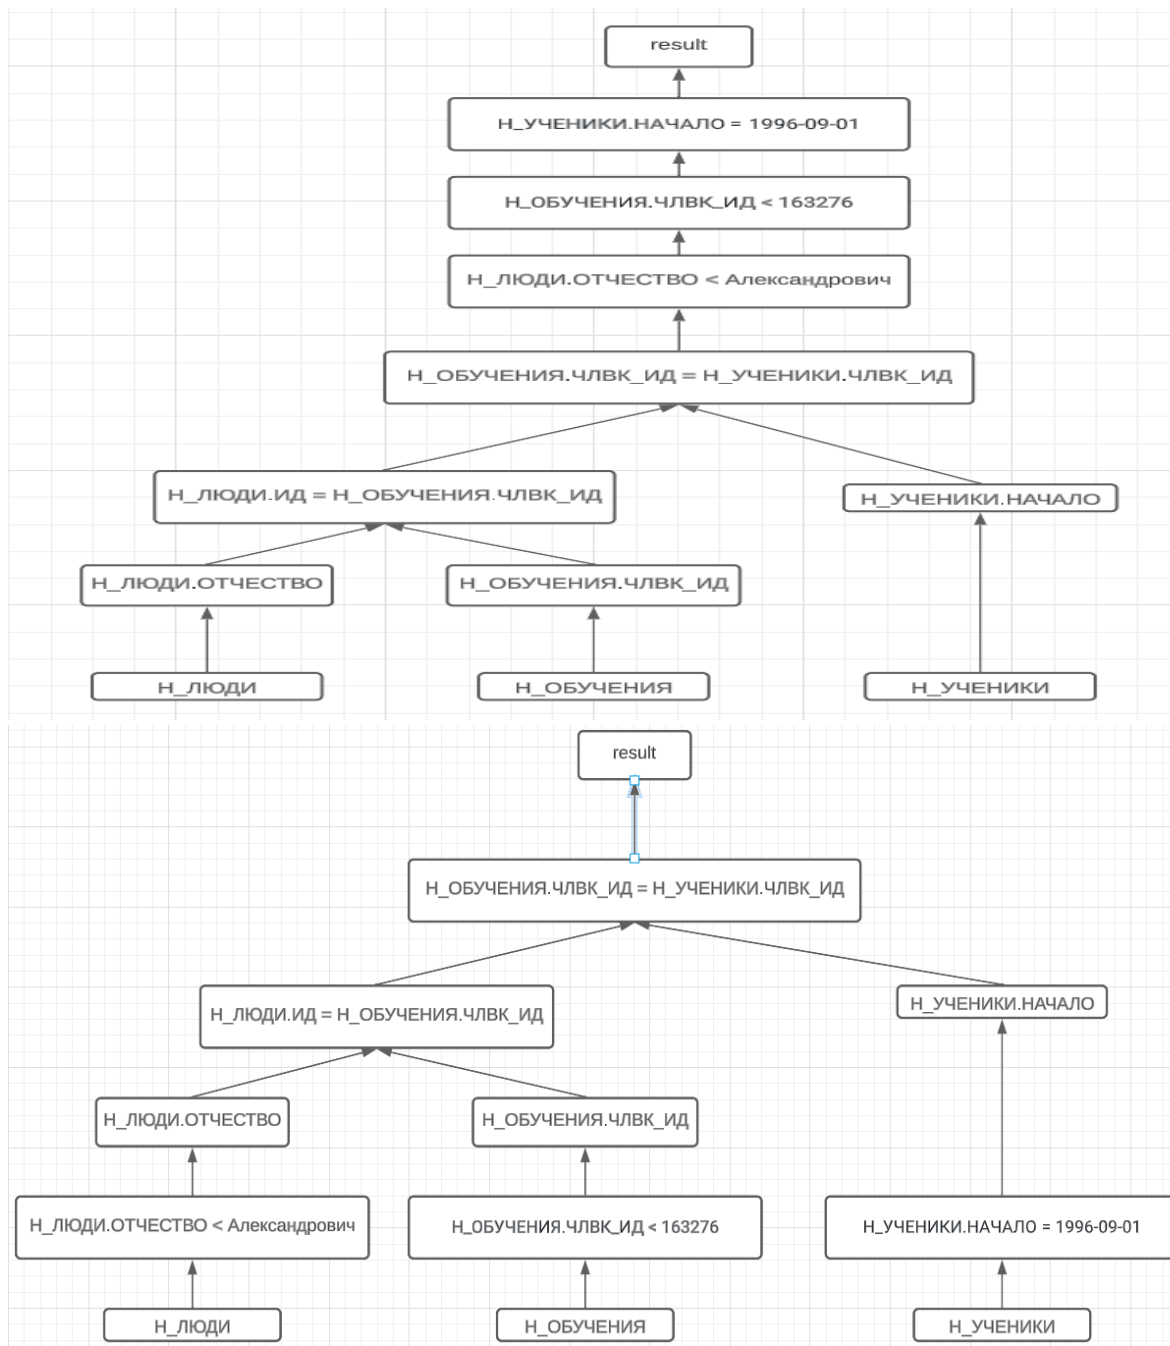 result
Н_УЧЕНИКИ.НАЧАЛО = 1996-09-01
Н_ОБУЧЕНИЯ.ЧЛВК_ИД < 163276
Н_ЛЮДИ.ОТЧЕСТВО < Александрович
Н_ОБУЧЕНИЯ.ЧЛВК_ИД = Н_УЧЕНИКИ.ЧЛВК_ИД
Н_ЛЮДИ.ИД = Н_ОБУЧЕНИЯ.ЧЛВК_ИД
Н_УЧЕНИКИ.НАЧАЛО
Н_ЛЮДИ.ОТЧЕСТВО
Н_ОБУЧЕНИЯ.ЧЛВК_ИД
Н_ЛЮДИ
Н_ОБУЧЕНИЯ
Н_УЧЕНИКИ
result
Н_ОБУЧЕНИЯ.ЧЛВК_ИД = Н_УЧЕНИКИ.ЧЛВК_ИД
Н_ЛЮДИ.ИД = Н_ОБУЧЕНИЯ.ЧЛВК_ИД
Н_УЧЕНИКИ.НАЧАЛО
Н_ЛЮДИ.ОТЧЕСТВО
Н_ОБУЧЕНИЯ.ЧЛВК_ИД
Н_ЛЮДИ.ОТЧЕСТВО < Александрович
Н_ОБУЧЕНИЯ.ЧЛВК_ИД < 163276
Н_УЧЕНИКИ.НАЧАЛО = 1996-09-01
Н_ЛЮДИ
Н_ОБУЧЕНИЯ
Н_УЧЕНИКИ